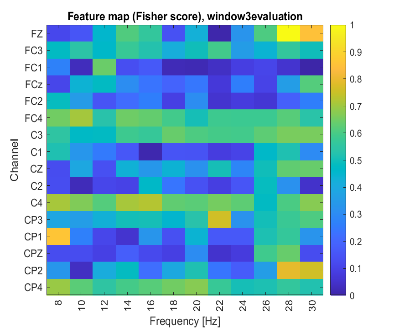 Feature map (Fisher score), window3evaluation
Channel
FZ
FC3
FC1
FCz
FC2
FC4
C3
C1
CZ
C2
C4
CP3
CP1
CPZ
CP2
CP4
8 10 12 14 16 18 20 22 24 26 28 30
Frequency [Hz]
1
0.9
0.8
0.7
0.6
0.5
0.4
0.3
0.2
0.1
0